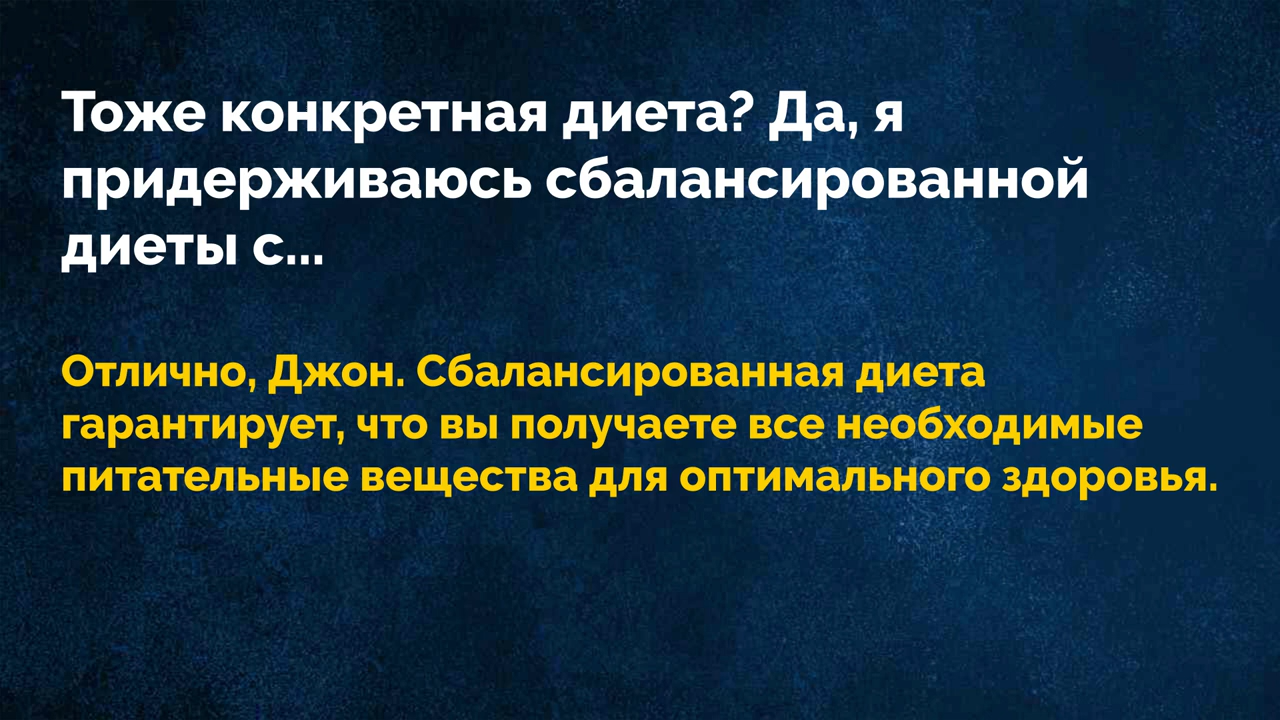 Тоже конкретная диета? Да, я
придерживаюсь сбалансированной
диеты с...
Отлично, Джон. Сбалансированная диета
гарантирует, что вы получаете все необходимые
питательные вещества для оптимального здоровья.